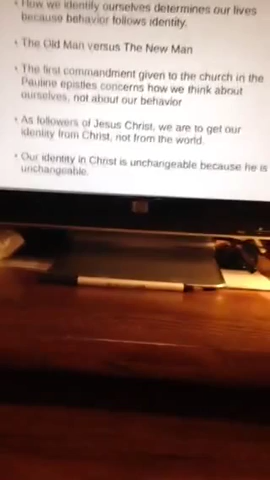 • How we identify ourselves determines our lives
because behavior follows identity.
• The Old Man versus The New Man
• The first commandment given to the church in the
Pauline epistles concerns how we think about
ourselves, not about our behavior
• As followers of Jesus Christ, we are to get our
identity from Christ, not from the world.
• Our identity in Christ is unchangeable because he is
unchangeable.
hp